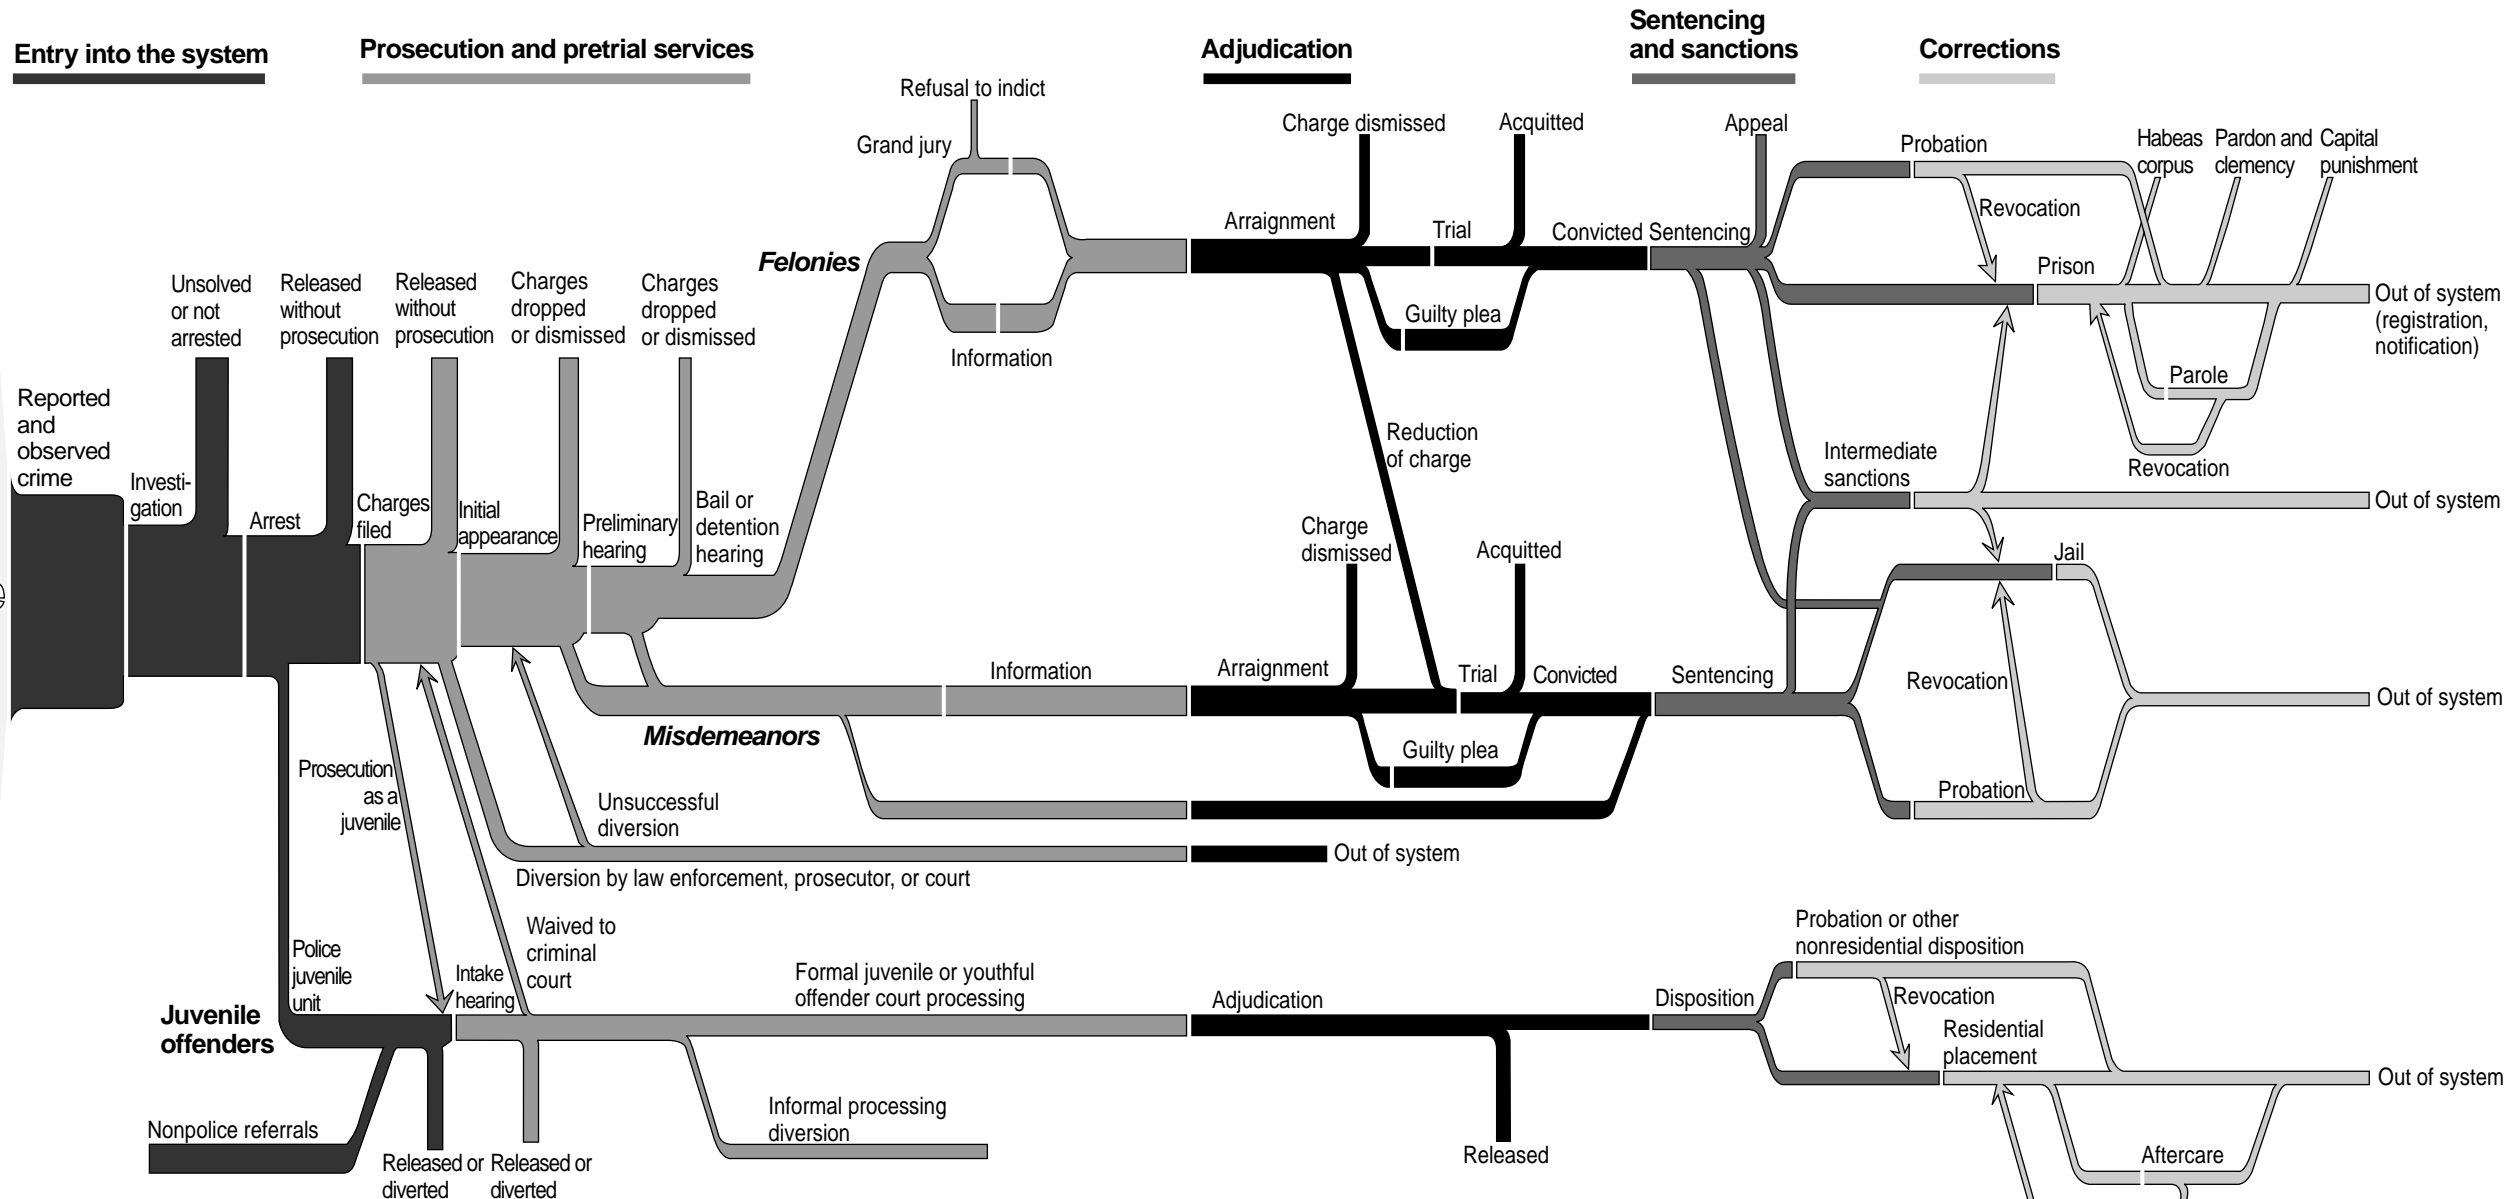 Entry into the system
Prosecution and pretrial services
Adjudication
Sentencing
and sanctions
Corrections
Refusal to indict
Grand jury
Felonies
Information
Charge dismissed
Acquitted
Arraignment
Trial
Convicted
Guilty plea
Reduction
of charge
Appeal
Sentencing
Probation
Revocation
Prison
Habeas
corpus
Pardon and
clemency
Capital
punishment
Out of system
(registration,
notification)
Parole
Revocation
Intermediate
sanctions
Out of system
Unsolved
or not
arrested
Released
without
prosecution
Released
without
prosecution
Charges
dropped
or dismissed
Charges
dropped
or dismissed
Reported
and
observed
crime
Investi-
gation
Arrest
Charges
filed
Initial
appearance
Preliminary
hearing
Bail or
detention
hearing
Charge
dismissed
Acquitted
Information
Arraignment
Trial
Convicted
Guilty plea
Misdemeanors
Sentencing
Jail
Revocation
Probation
Out of system
Prosecution
as a
juvenile
Unsuccessful
diversion
Out of system
Diversion by law enforcement, prosecutor, or court
Waived to
criminal
court
Police
juvenile
unit
Juvenile
offenders
Intake
hearing
Formal juvenile or youthful
offender court processing
Adjudication
Disposition
Probation or other
nonresidential disposition
Revocation
Residential
placement
Out of system
Nonpolice referrals
Released or
diverted
Released or
diverted
Informal processing
diversion
Released
Aftercare